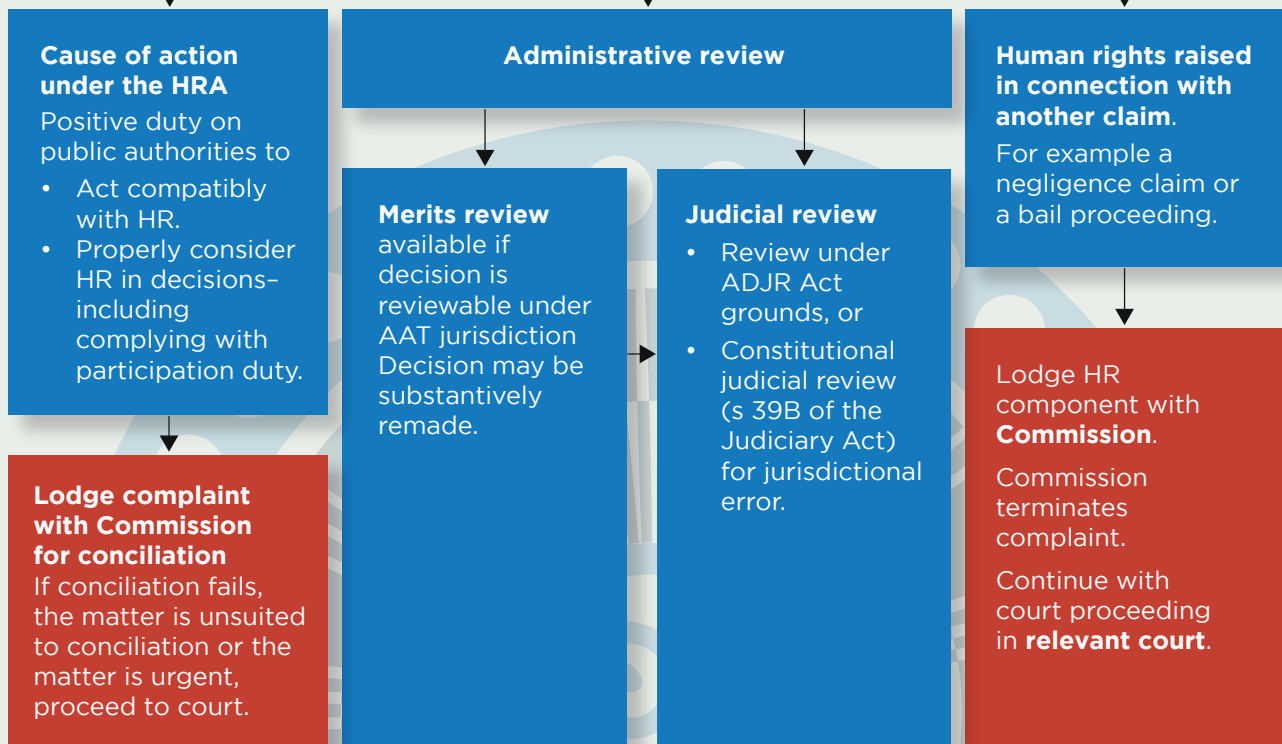 Cause of action
under the HRA
Positive duty on
public authorities to
• Act compatibly
with HR.
• Properly consider
HR in decisions–
including
complying with
participation duty.
Lodge complaint
with Commission
for conciliation
If conciliation fails,
the matter is unsuited
to conciliation or the
matter is urgent,
proceed to court.
Administrative review
Merits review
available if
decision is
reviewable under
AAT jurisdiction
Decision may be
substantively
remade.
Judicial review
• Review under
ADJR Act
grounds, or
• Constitutional
judicial review
(s 39B of the
Judiciary Act)
for jurisdictional
error.
Human rights raised
in connection with
another claim.
For example a
negligence claim or
a bail proceeding.
Lodge HR
component with
Commission.
Commission
terminates
complaint.
Continue with
court proceeding
in relevant court.